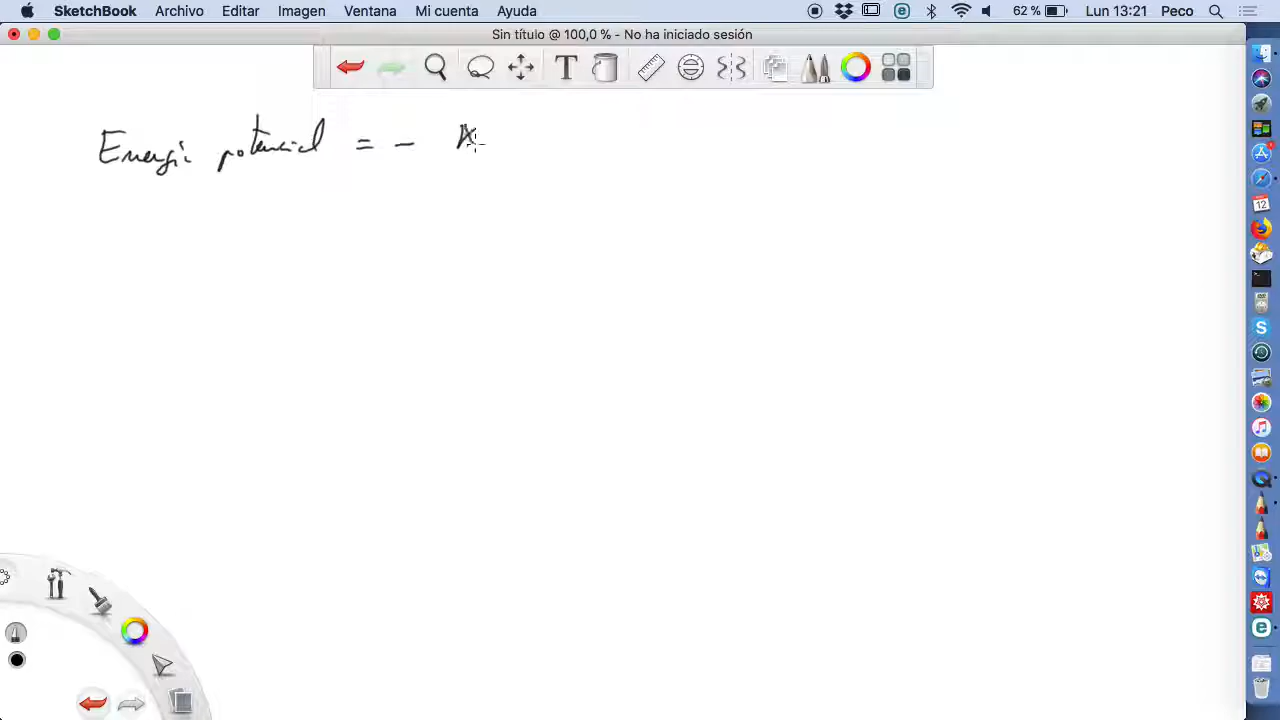 SketchBook Archivo Editar Imagen Ventana Mi cuenta Ayuda 62 % Lun 13:21 Peco
Sin título @ 100,0 % - No ha iniciado sesión
T
Energía potencial = -
12
S